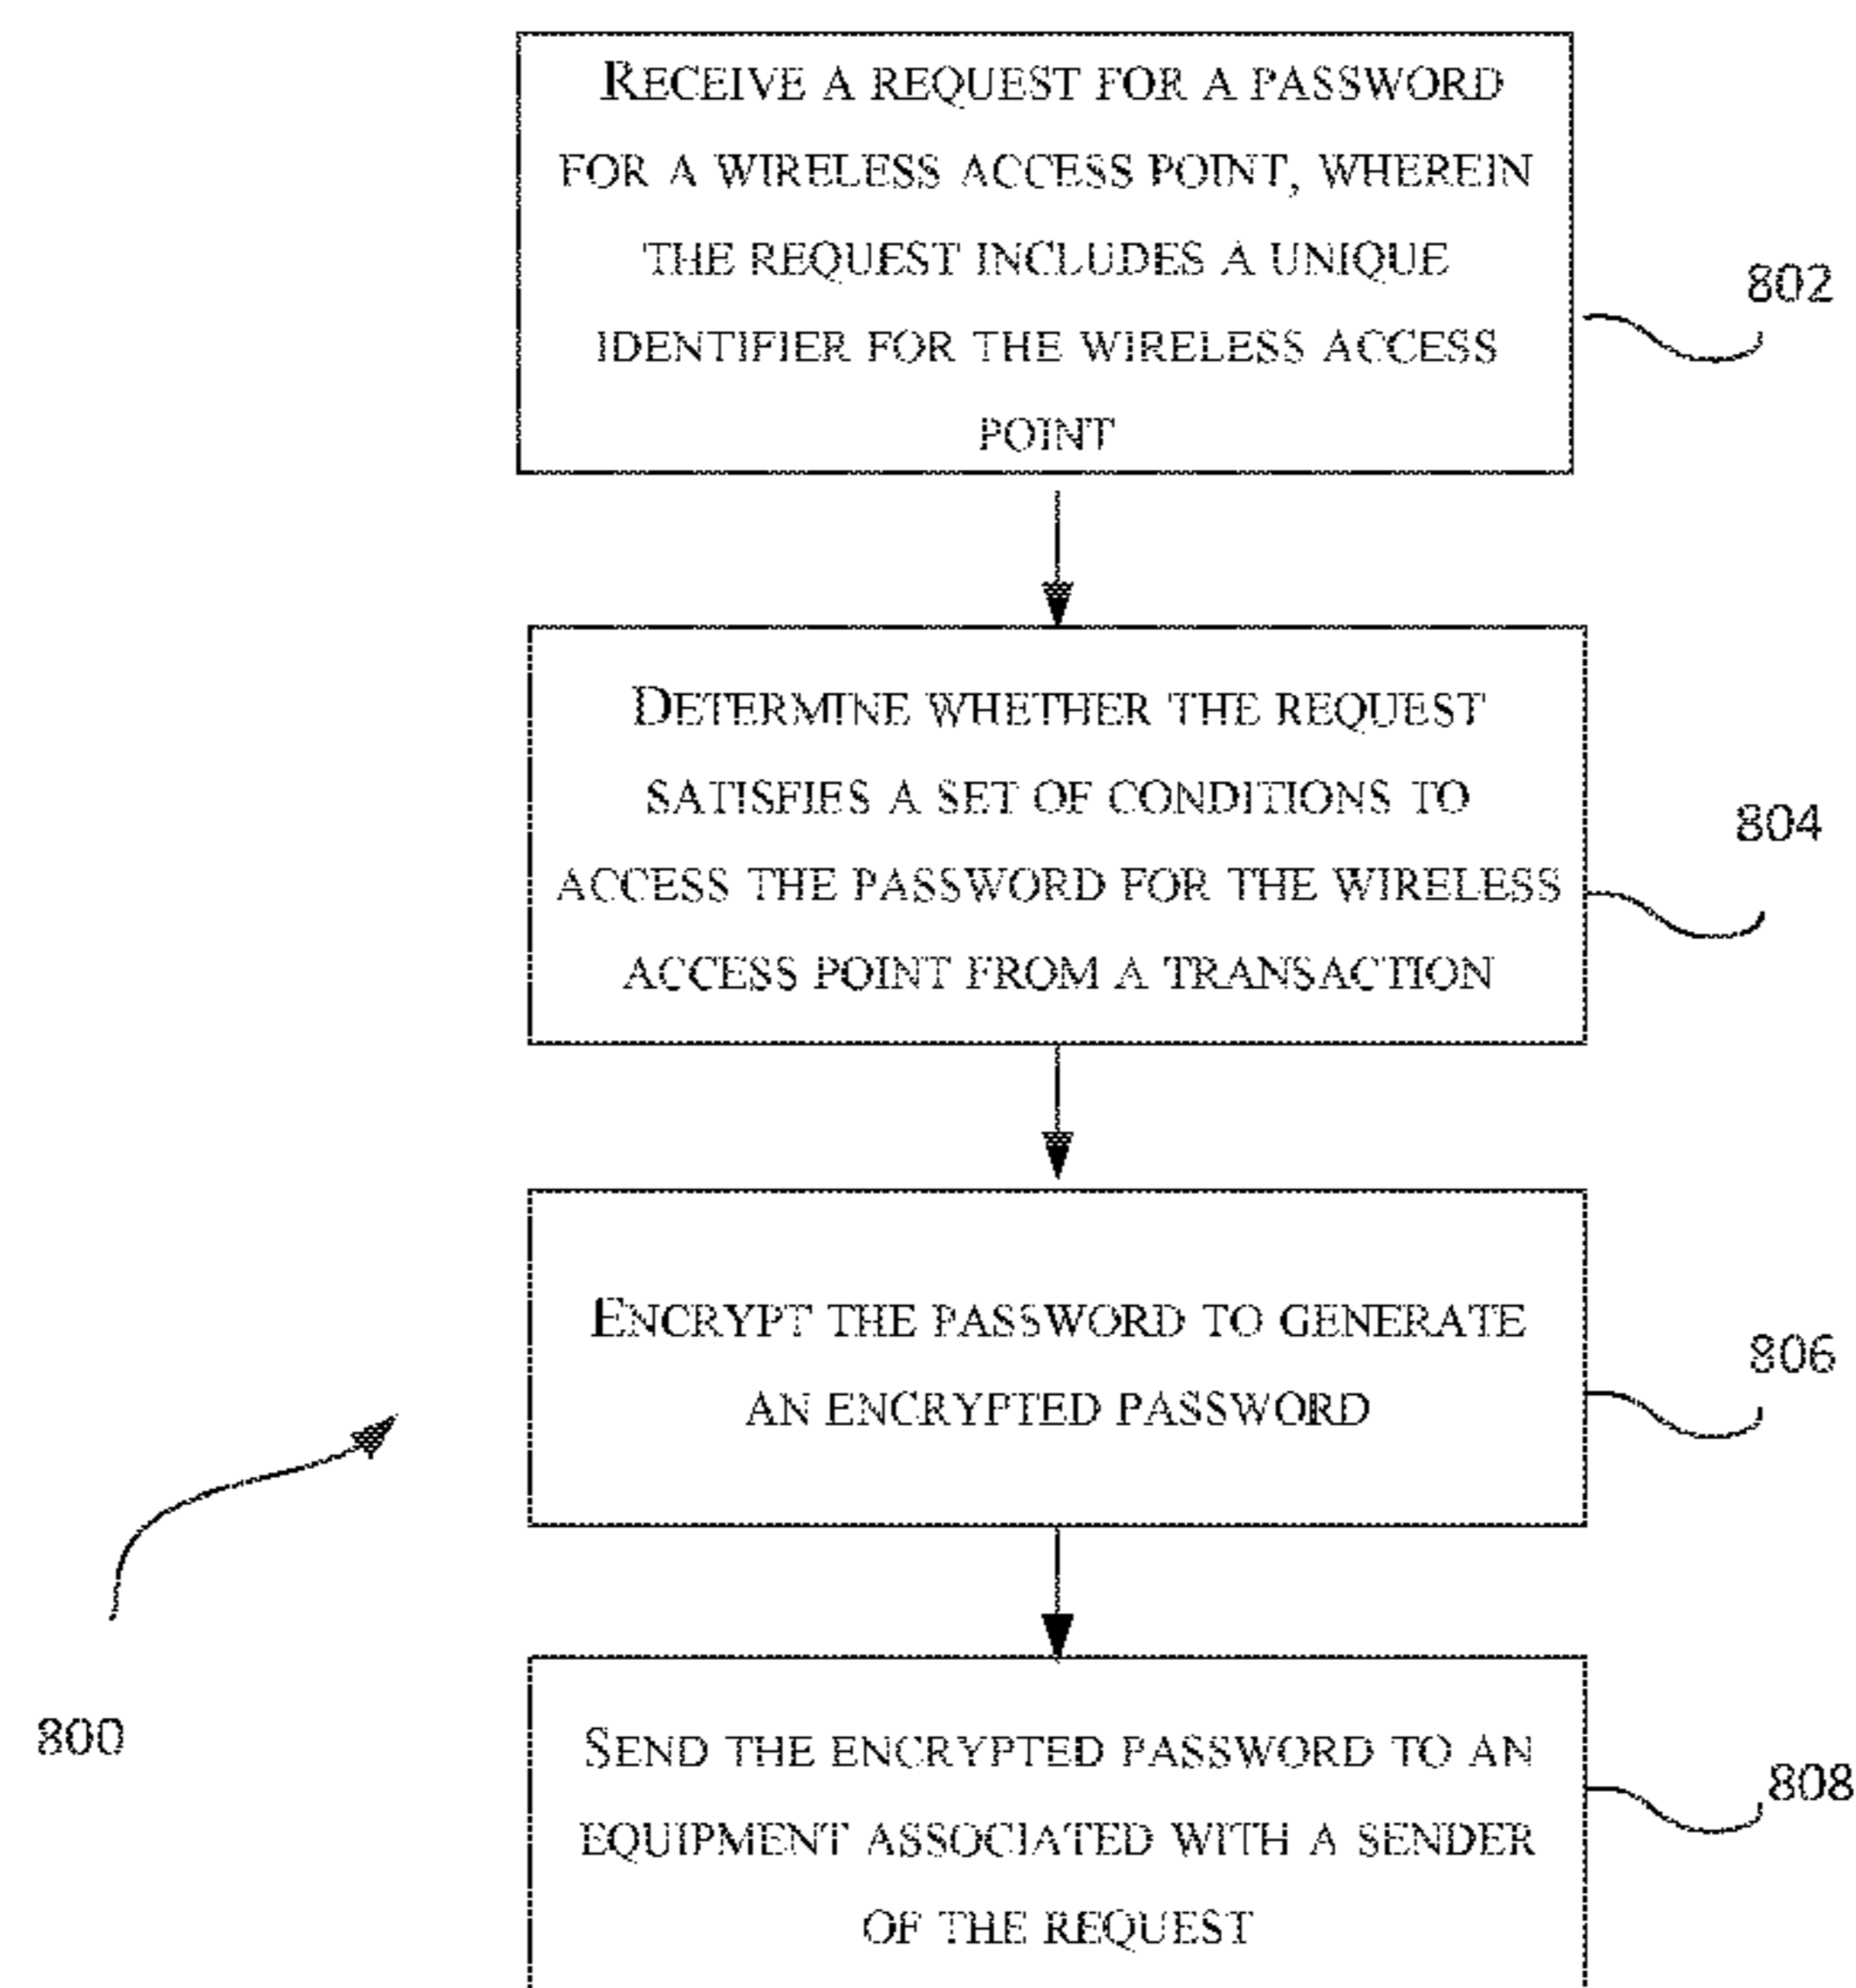 RECEIVE A REQUEST FOR A PASSWORD
FOR A WIRELESS ACCESS POINT, WHEREIN
THE REQUEST INCLUDES A UNIQUE
IDENTIFIER FOR THE WIRELESS ACCESS
POINT
802
DETERMINE WHETHER THE REQUEST
SATISFIES A SET OF CONDITIONS TO
ACCESS THE PASSWORD FOR THE WIRELESS
ACCESS POINT FROM A TRANSACTION
804
ENCRYPT THE PASSWORD TO GENERATE
AN ENCRYPTED PASSWORD
806
800
SEND THE ENCRYPTED PASSWORD TO AN
EQUIPMENT ASSOCIATED WITH A SENDER
OF THE REQUEST
808